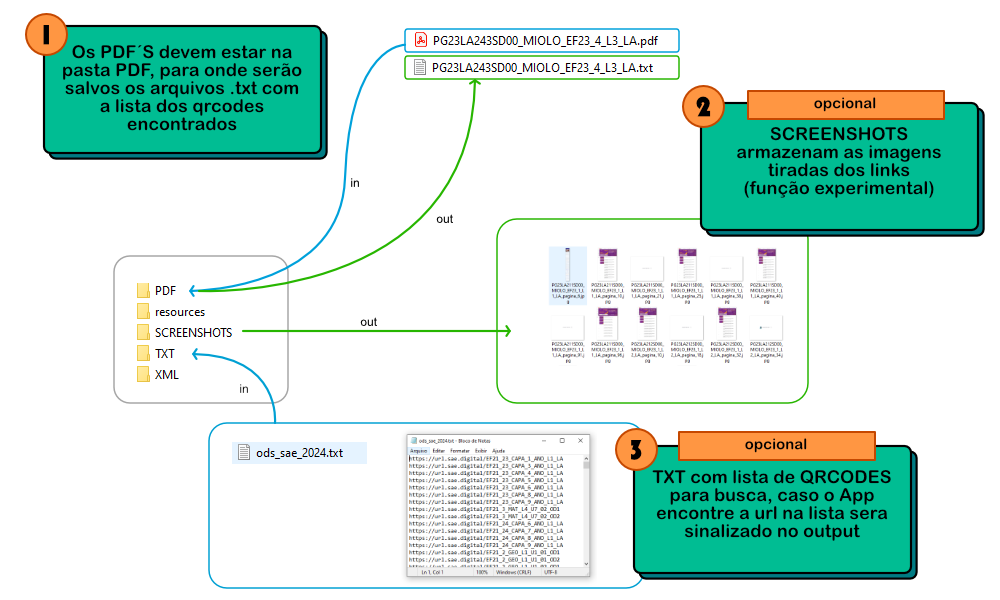 1
Os PDF´S devem estar na
pasta PDF, para onde serão
salvos os arquivos .txt com
a lista dos qrcodes
encontrados
PG23LA243SD00_MIOLO_EF23_4_L3_LA.pdf
PG23LA243SD00_MIOLO_EF23_4_L3_LA.txt
2
opcional
SCREENSHOTS
armazenam as imagens
tiradas dos links
(função experimental)
in
out
PDF
resources
SCREENSHOTS
TXT
XML
out
in
ods_sae_2024.txt
ods_sae_2024.txt - Bloco de Notas
Arquivo Editar Formatar Exibir Ajuda
https://url.sae.digital/EF21_23_CAPA_1_ANO_L1_LA
https://url.sae.digital/EF21_23_CAPA_3_ANO_L1_LA
https://url.sae.digital/EF21_23_CAPA_4_ANO_L1_LA
https://url.sae.digital/EF21_23_CAPA_5_ANO_L1_LA
https://url.sae.digital/EF21_23_CAPA_6_ANO_L1_LA
https://url.sae.digital/EF21_23_CAPA_8_ANO_L1_LA
https://url.sae.digital/EF21_23_CAPA_9_ANO_L1_LA
https://url.sae.digital/EF21_3_MAT_L4_U7_02_OD1
https://url.sae.digital/EF21_3_MAT_L4_U7_02_OD2
https://url.sae.digital/EF21_24_CAPA_6_ANO_L1_LA
https://url.sae.digital/EF21_24_CAPA_7_ANO_L1_LA
https://url.sae.digital/EF21_24_CAPA_8_ANO_L1_LA
https://url.sae.digital/EF21_24_CAPA_9_ANO_L1_LA
https://url.sae.digital/EF21_2_GEO_L1_U1_01_OD1
https://url.sae.digital/EF21_2_GEO_L1_U1_01_OD2
Ln 1, Col 1 100% Windows (CRLF) UTF-8
3
opcional
TXT com lista de QRCODES
para busca, caso o App
encontre a url na lista sera
sinalizado no output